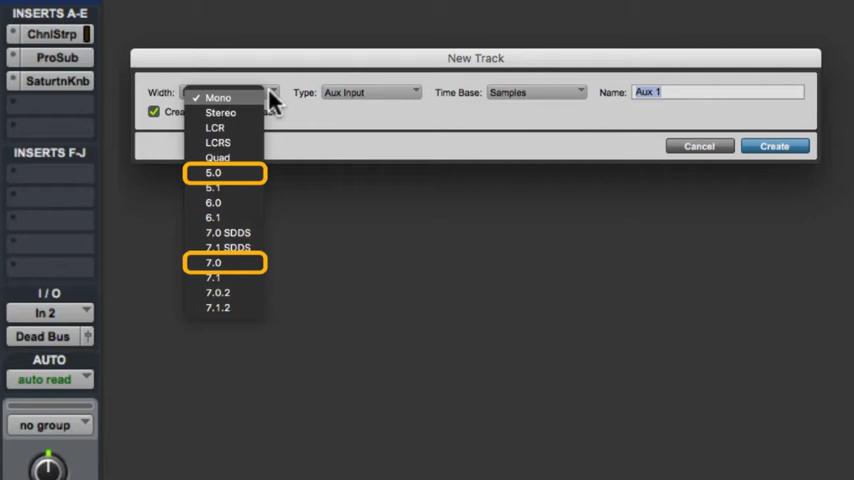 INSERTS A-E
ChnlStrp
ProSub
SaturtnKnb
INSERTS F-J
I / O
In 2
Dead Bus
AUTO
auto read
no group
New Track
Width:
Type:
Aux Input
Time Base:
Samples
Name:
Aux 1
Crea
Cancel
Create
✓ Mono
Stereo
LCR
LCRS
Quad
5.0
5.1
6.0
6.1
7.0 SDDS
7.1 SDDS
7.0
7.1
7.0.2
7.1.2